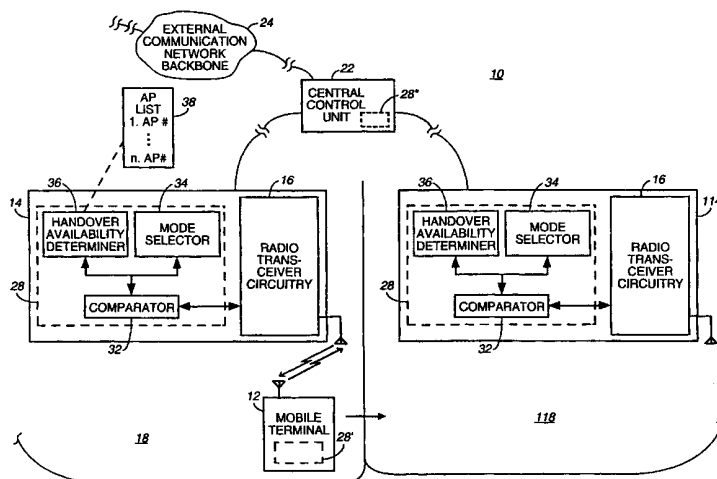 EXTERNAL
COMMUNICATION
NETWORK
BACKBONE
24
22
10
CENTRAL
CONTROL
UNIT
28"
AP
LIST
1. AP #
⋮
n. AP#
38
14
36
34
16
HANDOVER
AVAILABILITY
DETERMINER
MODE
SELECTOR
RADIO
TRANS-
CEIVER
CIRCUITRY
28
COMPARATOR
32
36
34
16
114
HANDOVER
AVAILABILITY
DETERMINER
MODE
SELECTOR
RADIO
TRANS-
CEIVER
CIRCUITRY
28
COMPARATOR
32
12
MOBILE
TERMINAL
28'
18
118